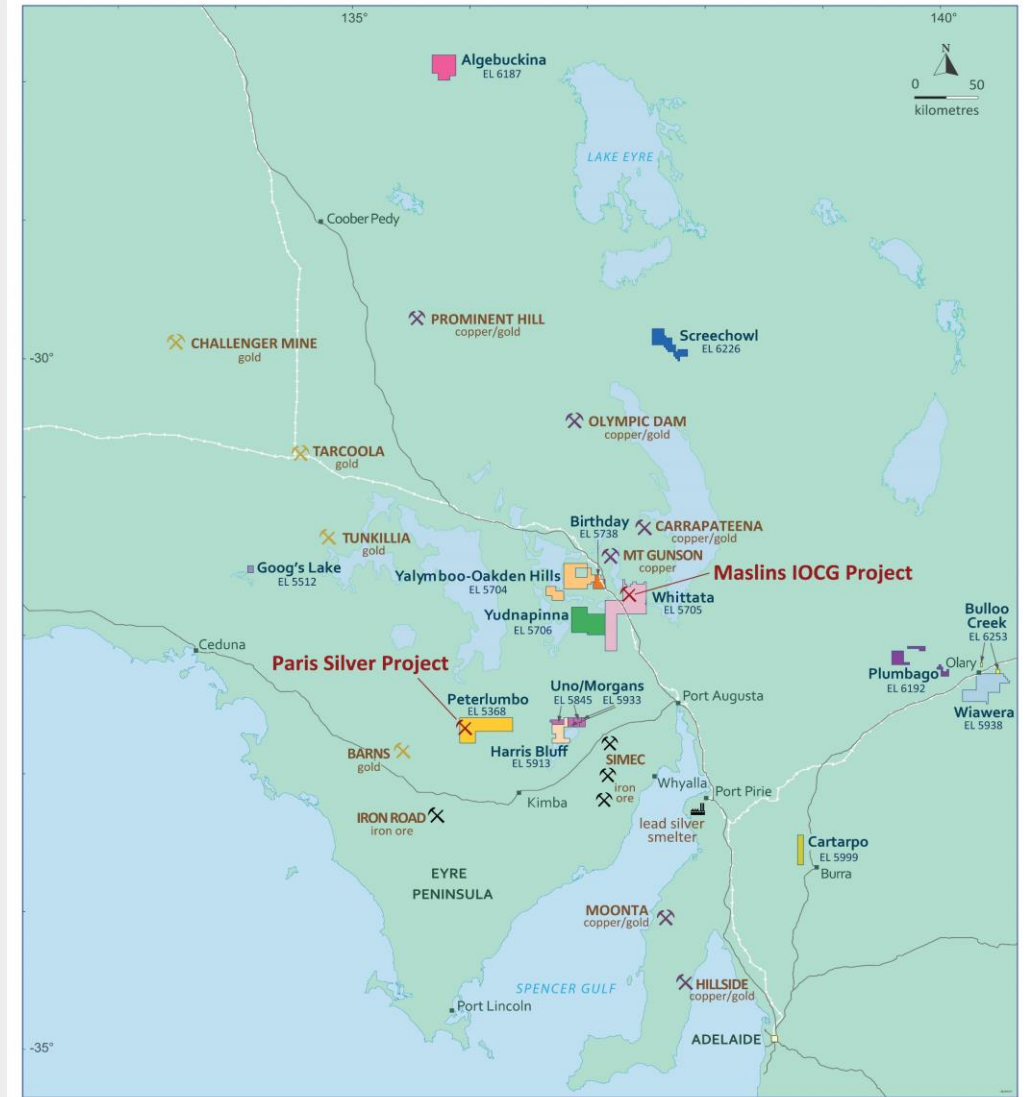 135°
140°
Algebuckina
EL 6187
N
0 50
kilometres
LAKE EYRE
Coober Pedy
PROMINENT HILL
copper/gold
CHALLENGER MINE
gold
Screechowl
EL 6226
-30°
OLYMPIC DAM
copper/gold
TARCOOLA
gold
Birthday
EL 5738
CARRAPATEENA
copper/gold
TUNKILLIA
gold
MT GUNSON
copper
Goog's Lake
EL 5512
Yalymboo-Oakden Hills
EL 5704
Maslins IOCG Project
Whittata
EL 5705
Yudnapinna
EL 5706
Bulloo
Creek
EL 6253
Ceduna
Olary
Plumbago
EL 6192
Paris Silver Project
Wiawera
EL 5938
Peterlumbo
EL 5368
Uno/Morgans
EL 5845 EL 5933
Port Augusta
Harris Bluff
EL 5913
BARNS
gold
SIMEC
iron
ore
Whyalla
Kimba
Port Pirie
IRON ROAD
iron ore
lead silver
smelter
Cartarpo
EL 5999
Burra
EYRE
PENINSULA
MOONTA
copper/gold
HILLSIDE
copper/gold
SPENCER GULF
Port Lincoln
ADELAIDE
-35°